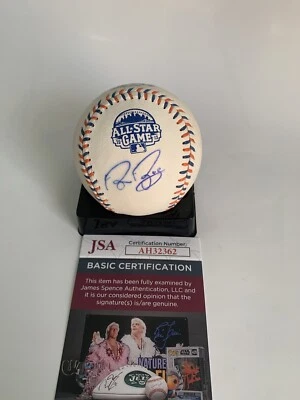 ALL★STAR
GAME
JSA
Certification Number:
AH32362
BASIC CERTIFICATION
This item has been fully examined by
James Spence Authentication, LLC and
it is our considered opinion that the
signature(s) is/are genuine.
JETS